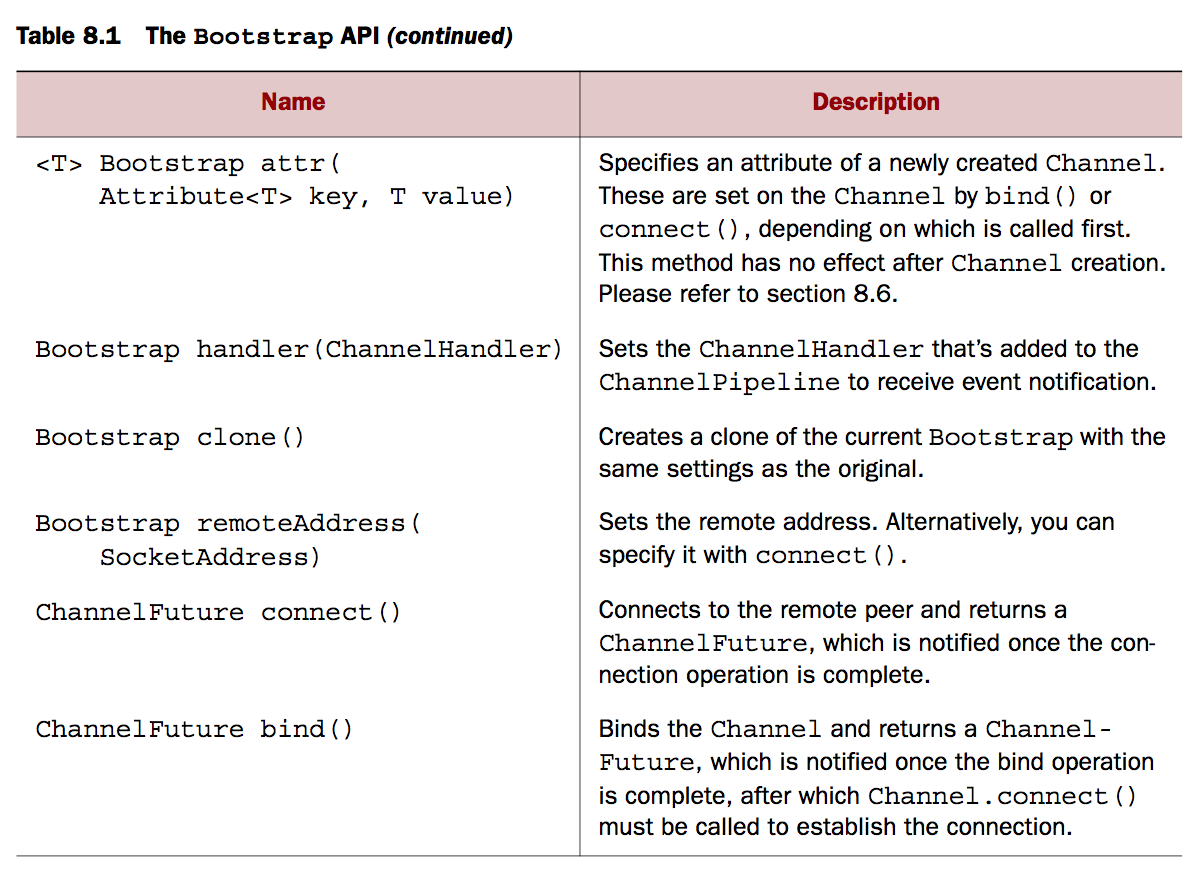 Table 8.1 The Bootstrap API (continued)
Name
Description
<T> Bootstrap attr(
Attribute<T> key, T value)
Specifies an attribute of a newly created Channel.
These are set on the Channel by bind() or
connect(), depending on which is called first.
This method has no effect after Channel creation.
Please refer to section 8.6.
Bootstrap handler(ChannelHandler)
Sets the ChannelHandler that's added to the
ChannelPipeline to receive event notification.
Bootstrap clone()
Creates a clone of the current Bootstrap with the
same settings as the original.
Bootstrap remoteAddress(
SocketAddress)
Sets the remote address. Alternatively, you can
specify it with connect().
ChannelFuture connect()
Connects to the remote peer and returns a
ChannelFuture, which is notified once the con-
nection operation is complete.
ChannelFuture bind()
Binds the Channel and returns a Channel-
Future, which is notified once the bind operation
is complete, after which Channel.connect()
must be called to establish the connection.